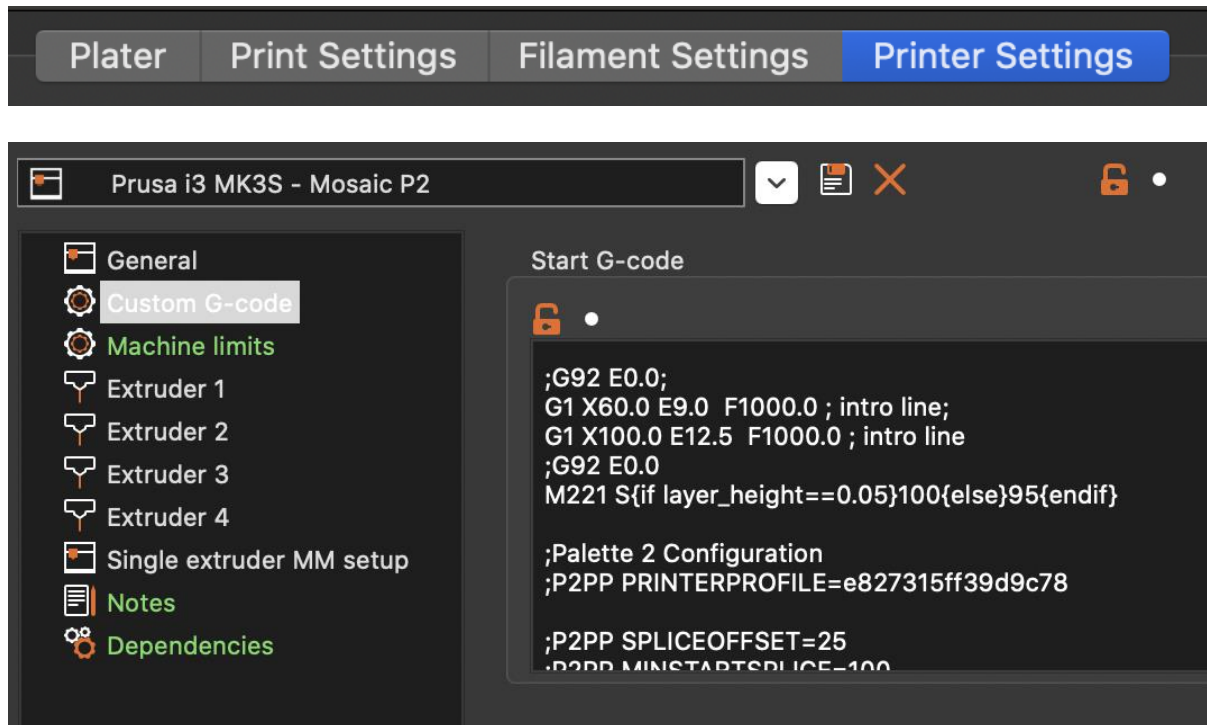 Plater Print Settings Filament Settings Printer Settings
Prusa i3 MK3S - Mosaic P2
General
Custom G-code
Machine limits
Extruder 1
Extruder 2
Extruder 3
Extruder 4
Single extruder MM setup
Notes
Dependencies
Start G-code
;G92 E0.0;
G1 X60.0 E9.0  F1000.0 ; intro line;
G1 X100.0 E12.5  F1000.0 ; intro line
;G92 E0.0
M221 S{if layer_height==0.05}100{else}95{endif}
;Palette 2 Configuration
;P2PP PRINTERPROFILE=e827315ff39d9c78
;P2PP SPLICEOFFSET=25
;P2PP MINSTARTSPLICE=100